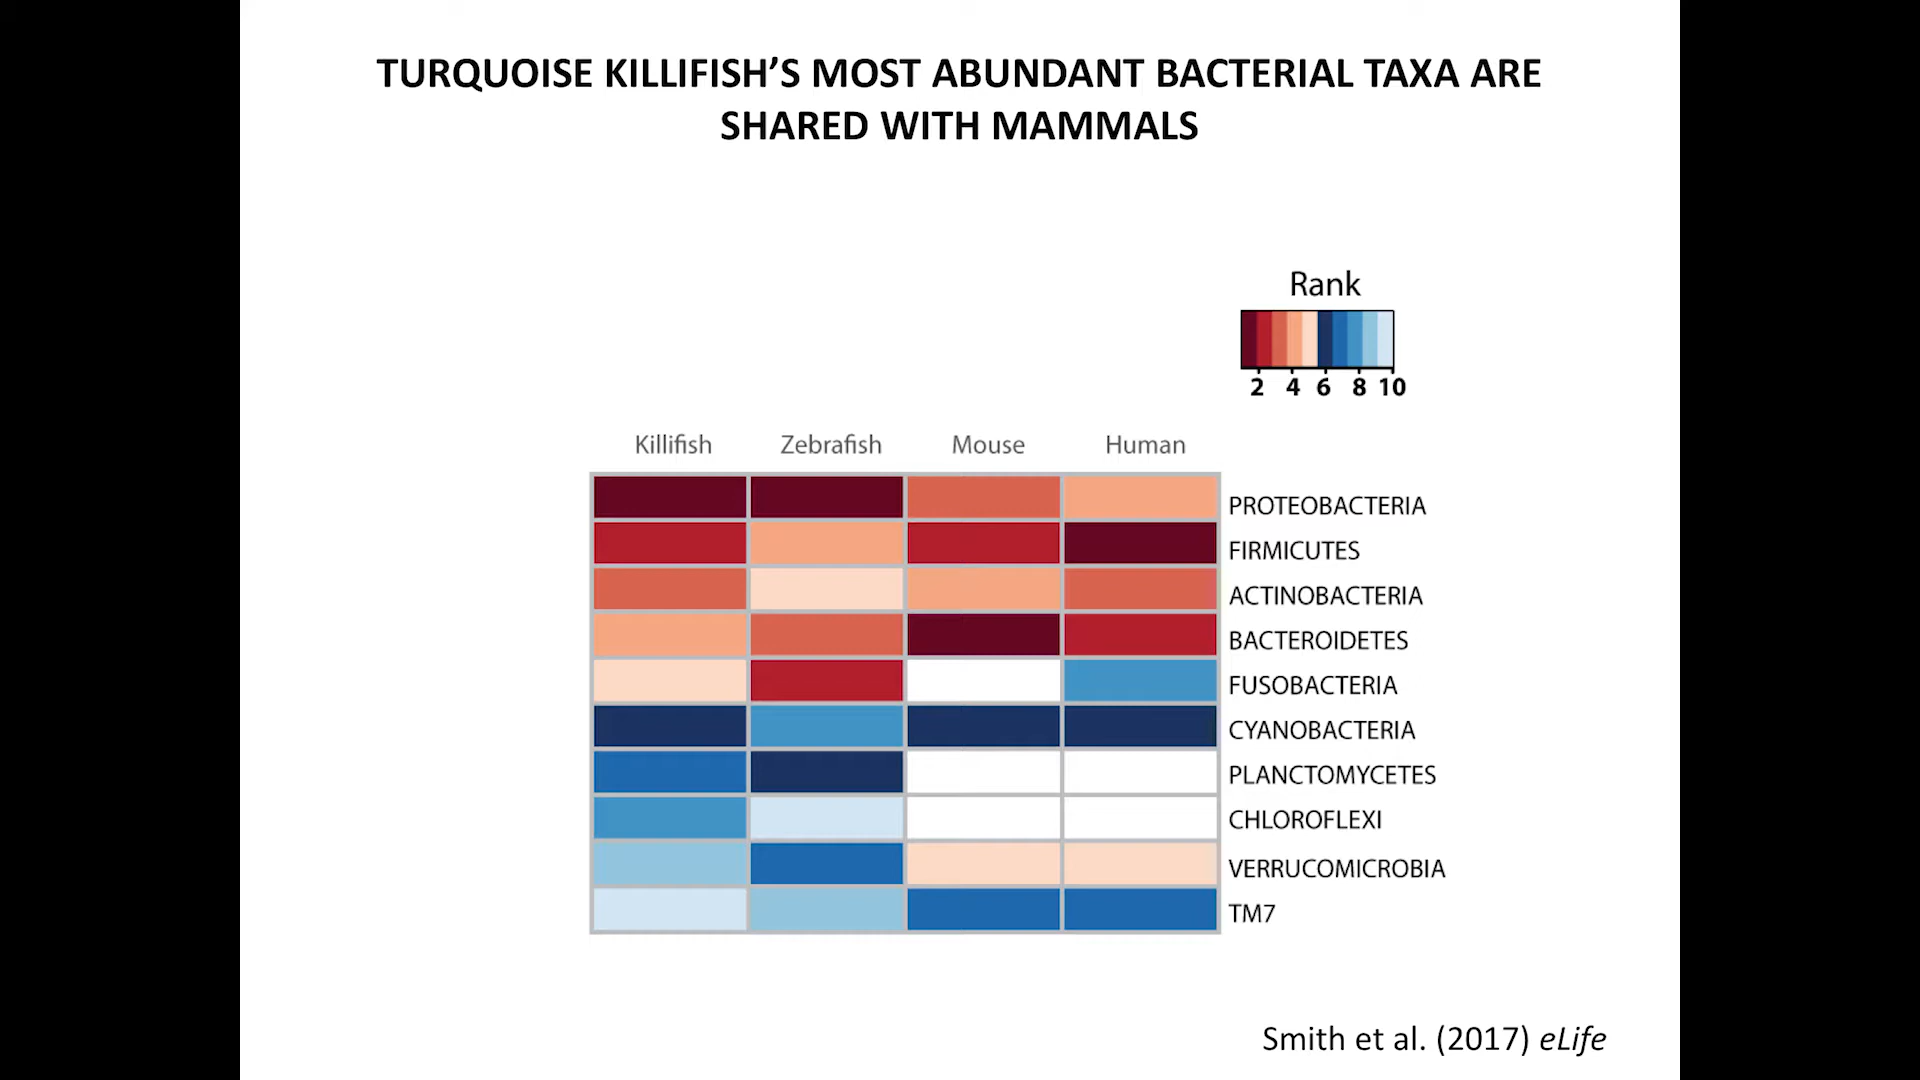 TURQUOISE KILLIFISH’S MOST ABUNDANT BACTERIAL TAXA ARE
SHARED WITH MAMMALS
Rank
2 4 6 8 10
Killifish Zebrafish Mouse Human
PROTEOBACTERIA
FIRMICUTES
ACTINOBACTERIA
BACTEROIDETES
FUSOBACTERIA
CYANOBACTERIA
PLANCTOMYCETES
CHLOROFLEXI
VERRUCOMICROBIA
TM7
Smith et al. (2017) eLife